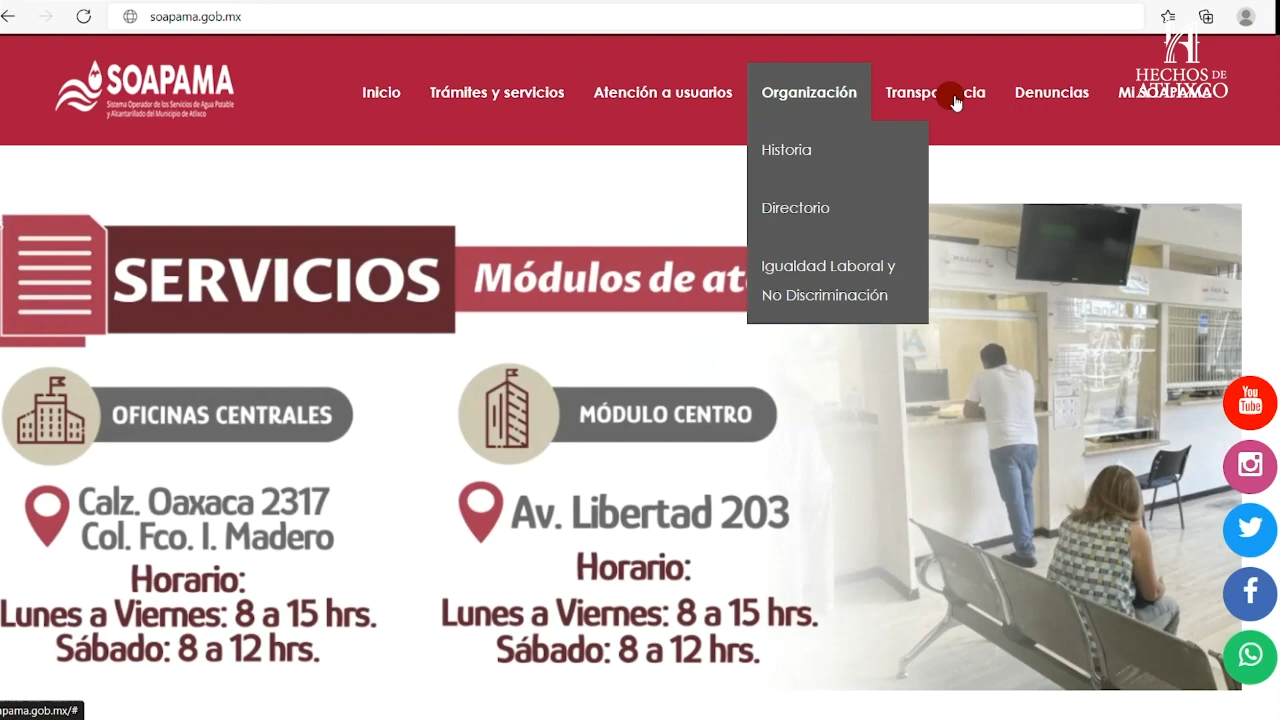 soapama.gob.mx
SOAPAMA
Sistema Operador de los Servicios de Agua Potable
y Alcantarillado del Municipio de Atlixco
Inicio
Trámites y servicios
Atención a usuarios
Organización
Denuncias
Mi SOAPAMA
HECHOS DE
ATLIXCO
Historia
Directorio
Igualdad Laboral y
No Discriminación
SERVICIOS
Módulos de
OFICINAS CENTRALES
MÓDULO CENTRO
Calz. Oaxaca 2317
Col. Fco. I. Madero
Av. Libertad 203
Horario:
Lunes a Viernes: 8 a 15 hrs.
Sábado: 8 a 12 hrs.
Horario:
Lunes a Viernes: 8 a 15 hrs.
Sábado: 8 a 12 hrs.
You
Tube
apama.gob.mx/#